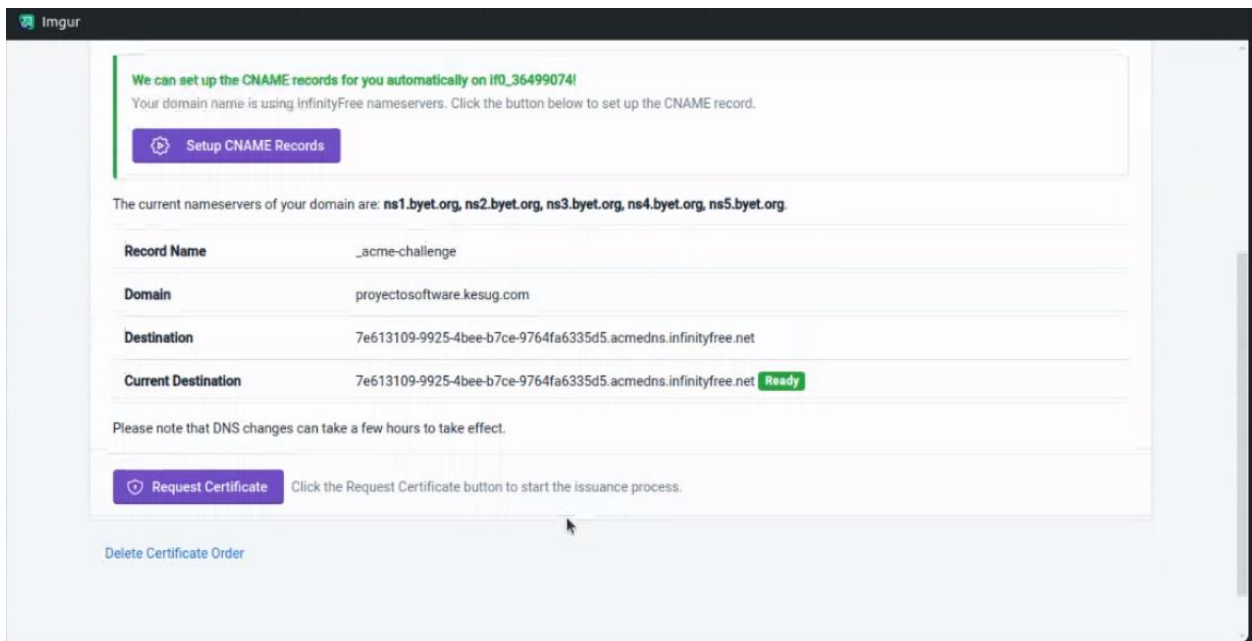 Imgur
We can set up the CNAME records for you automatically on if0_36499074!
Your domain name is using InfinityFree nameservers. Click the button below to set up the CNAME record.
Setup CNAME Records
The current nameservers of your domain are: ns1.byet.org, ns2.byet.org, ns3.byet.org, ns4.byet.org, ns5.byet.org.
Record Name _acme-challenge
Domain proyectosoftware.kesug.com
Destination 7e613109-9925-4bee-b7ce-9764fa6335d5.acmedns.infinityfree.net
Current Destination 7e613109-9925-4bee-b7ce-9764fa6335d5.acmedns.infinityfree.net Ready
Please note that DNS changes can take a few hours to take effect.
Request Certificate Click the Request Certificate button to start the issuance process.
Delete Certificate Order